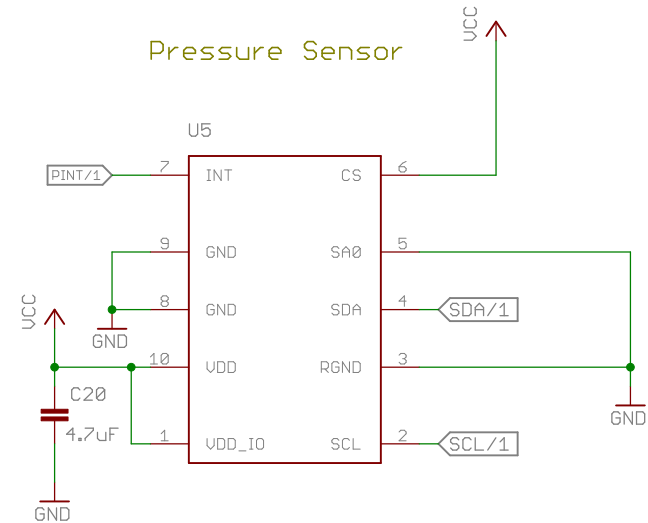 VCC
Pressure Sensor
U5
PINT/1
7
INT
CS
6
9
GND
SA0
5
8
GND
SDA
4
SDA/1
VCC
GND
10
VDD
RGND
3
C20
4.7uF
GND
1
VDD_IO
SCL
2
SCL/1
GND